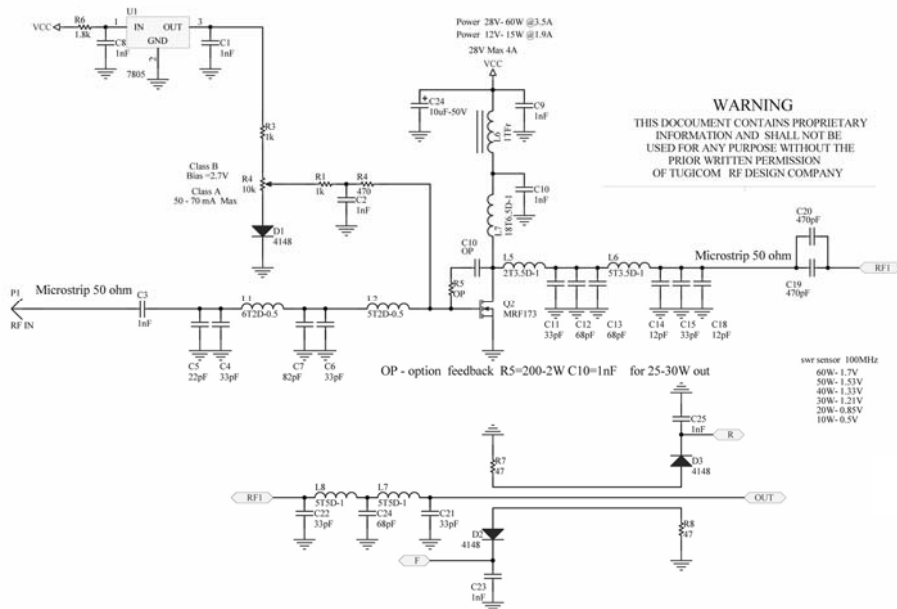 R6
1.8k
VCC
U1
1
IN
OUT
3
GND
2
7805
C8
1nF
C1
1nF
Power 28V- 60W @3.5A
Power 12V- 15W @1.9A
28V Max 4A
VCC
C24
10uF-50V
C9
1nF
L6
1TFr
C10
1nF
L7
18T6.5D-1
WARNING
THIS DOCCUMENT CONTAINS PROPRIETARY
INFORMATION AND SHALL NOT BE
USED FOR ANY PURPOSE WITHOUT THE
PRIOR WRITTEN PERMISSION
OF TUGICOM RF DESIGN COMPANY
R3
1k
Class B
Bias =2.7V
Class A
50 - 70 mA Max
R4
10k
R1
1k
R4
470
C2
1nF
D1
4148
C10
OP
R5
OP
L5
2T3.5D-1
L6
5T3.5D-1
Microstrip 50 ohm
C20
470pF
C19
470pF
RF1
Q2
MRF173
C11
33pF
C12
68pF
C13
68pF
C14
12pF
C15
33pF
C18
12pF
P1
RF IN
Microstrip 50 ohm
C3
1nF
L1
6T2D-0.5
L2
5T2D-0.5
C5
22pF
C4
33pF
C7
82pF
C6
33pF
OP - option feedback R5=200-2W C10=1nF for 25-30W out
swr sensor 100MHz
60W- 1.7V
50W- 1.53V
40W- 1.33V
30W- 1.21V
20W- 0.85V
10W- 0.5V
C25
1nF
R
R7
47
D3
4148
RF1
L8
5T5D-1
L7
5T5D-1
OUT
C22
33pF
C24
68pF
C21
33pF
D2
4148
R8
47
F
C23
1nF